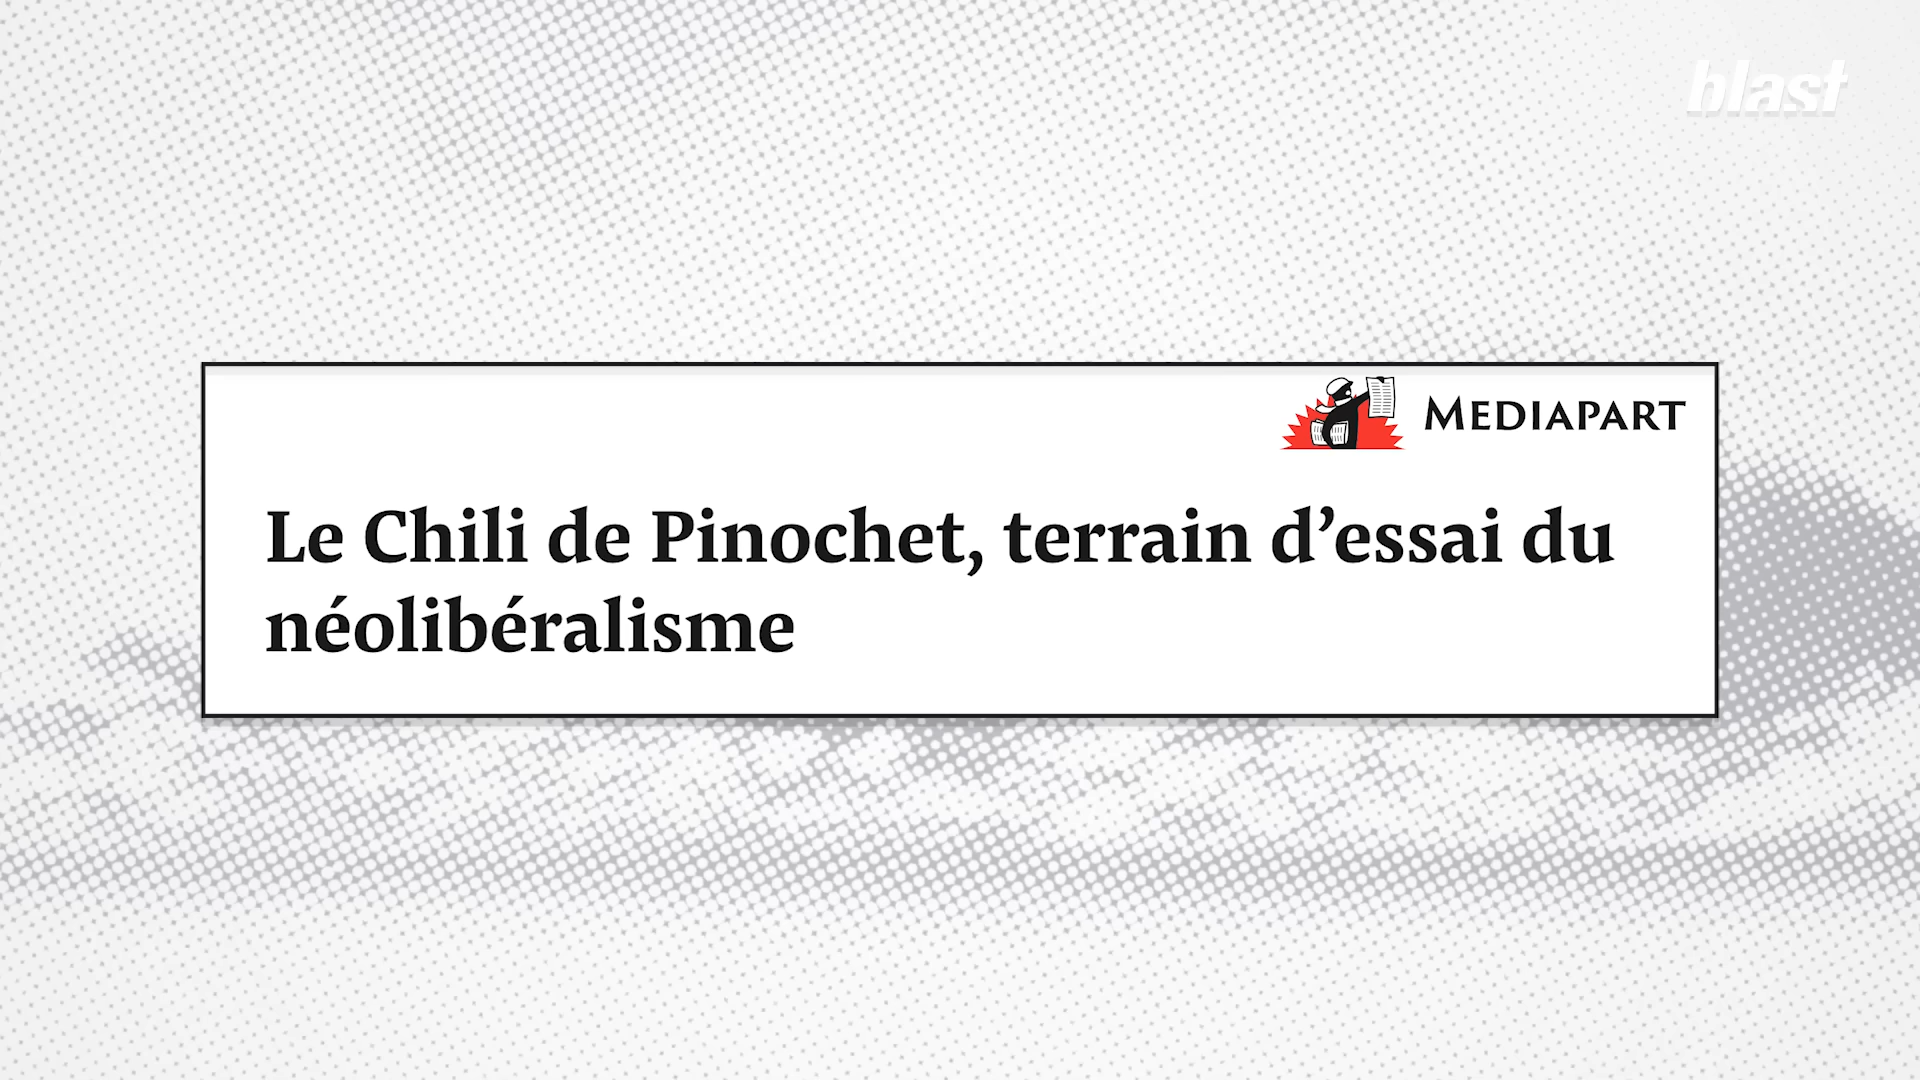 blast
MEDIAPART
Le Chili de Pinochet, terrain d’essai du
néolibéralisme